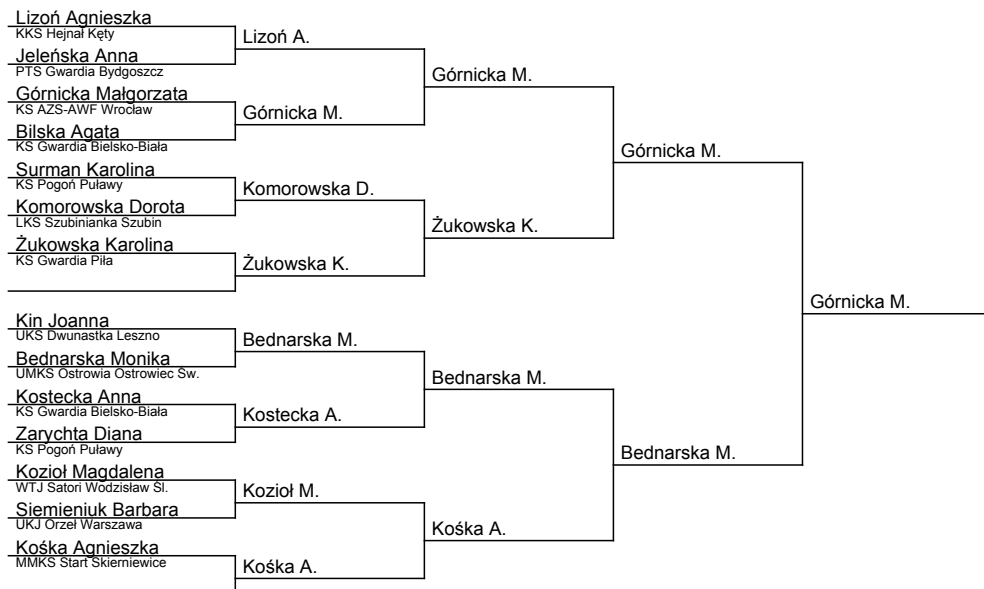 Lizoń Agnieszka
KKS Hejnał Kęty
Jeleńska Anna
PTS Gwardia Bydgoszcz
Górnicka Małgorzata
KS AZS-AWF Wrocław
Bilska Agata
KS Gwardia Bielsko-Biała
Surman Karolina
KS Pogoń Puławy
Komorowska Dorota
LKS Szubinianka Szubin
Żukowska Karolina
KS Gwardia Piła
Kin Joanna
UKS Dwunastka Leszno
Bednarska Monika
UMKS Ostrowia Ostrowiec Św.
Kostecka Anna
KS Gwardia Bielsko-Biała
Zarychta Diana
KS Pogoń Puławy
Kozioł Magdalena
WTJ Satori Wodzisław Śl.
Siemieniuk Barbara
UKJ Orzeł Warszawa
Kośka Agnieszka
MMKS Start Skierniewice
Lizoń A.
Górnicka M.
Komorowska D.
Żukowska K.
Bednarska M.
Kostecka A.
Kozioł M.
Kośka A.
Górnicka M.
Żukowska K.
Bednarska M.
Kośka A.
Górnicka M.
Bednarska M.
Górnicka M.